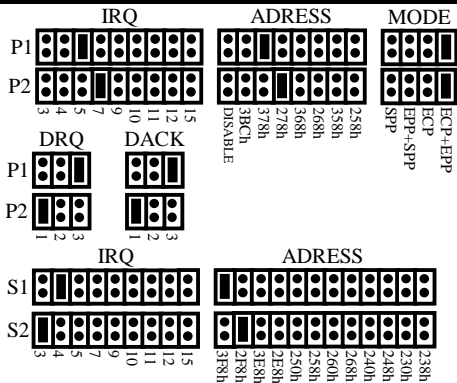 IRQ ADRESS MODE
P1
P2
3 4 5 7 9 10 11 12 15
DISABLE 3BCh 378h 278h 368h 268h 358h 258h
SPP EPP+SPP ECP ECP+EPP
DRQ DACK
P1
P2
1 2 3 1 2 3
IRQ ADRESS
S1
S2
3 4 5 7 9 10 11 12 15
3F8h 2F8h 3E8h 2E8h 250h 258h 260h 268h 240h 248h 230h 238h